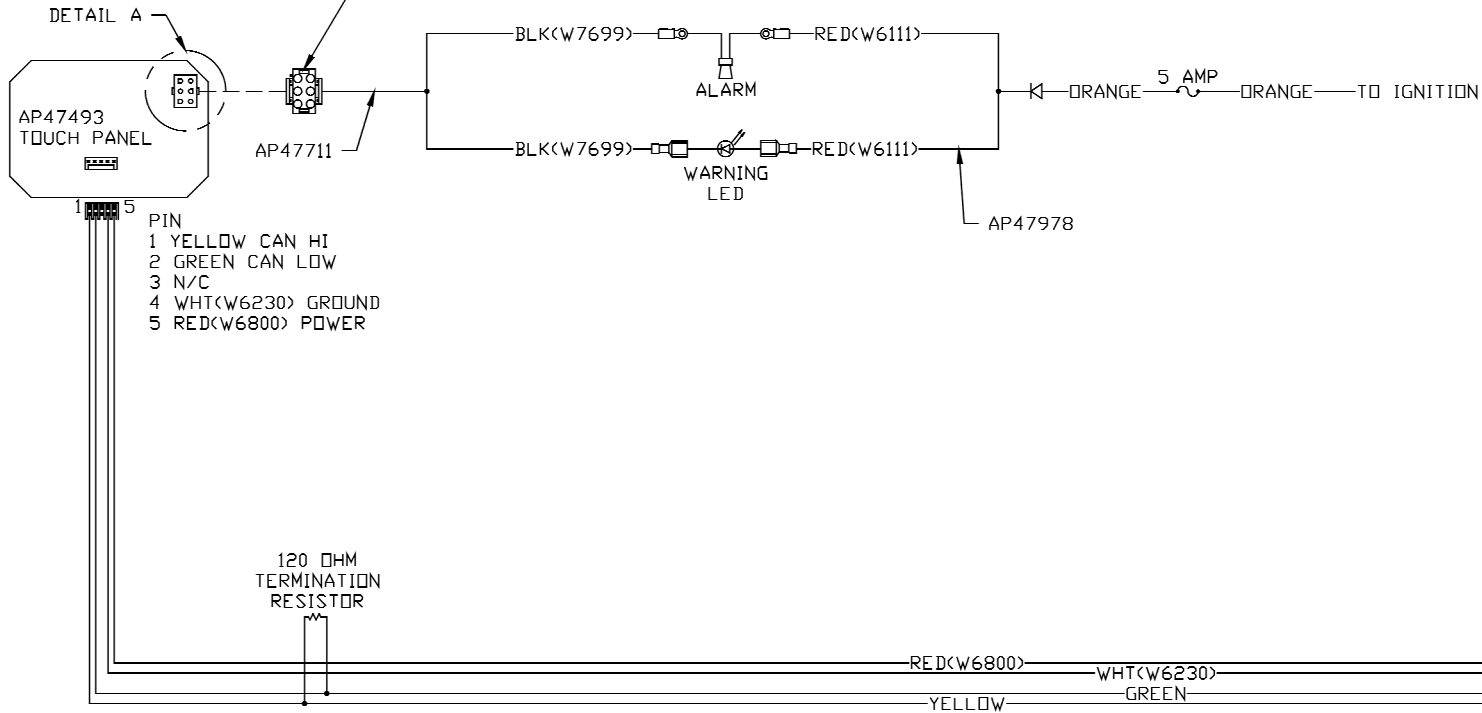 DETAIL A
BLK(W7699)
RED(W6111)
ALARM
5 AMP
ORANGE
ORANGE
TO IGNITION
AP47493
TOUCH PANEL
AP47711
BLK(W7699)
RED(W6111)
WARNING
LED
AP47978
1
5
PIN
1 YELLOW CAN HI
2 GREEN CAN LOW
3 N/C
4 WHT(W6230) GROUND
5 RED(W6800) POWER
120 OHM
TERMINATION
RESISTOR
RED(W6800)
WHT(W6230)
GREEN
YELLOW